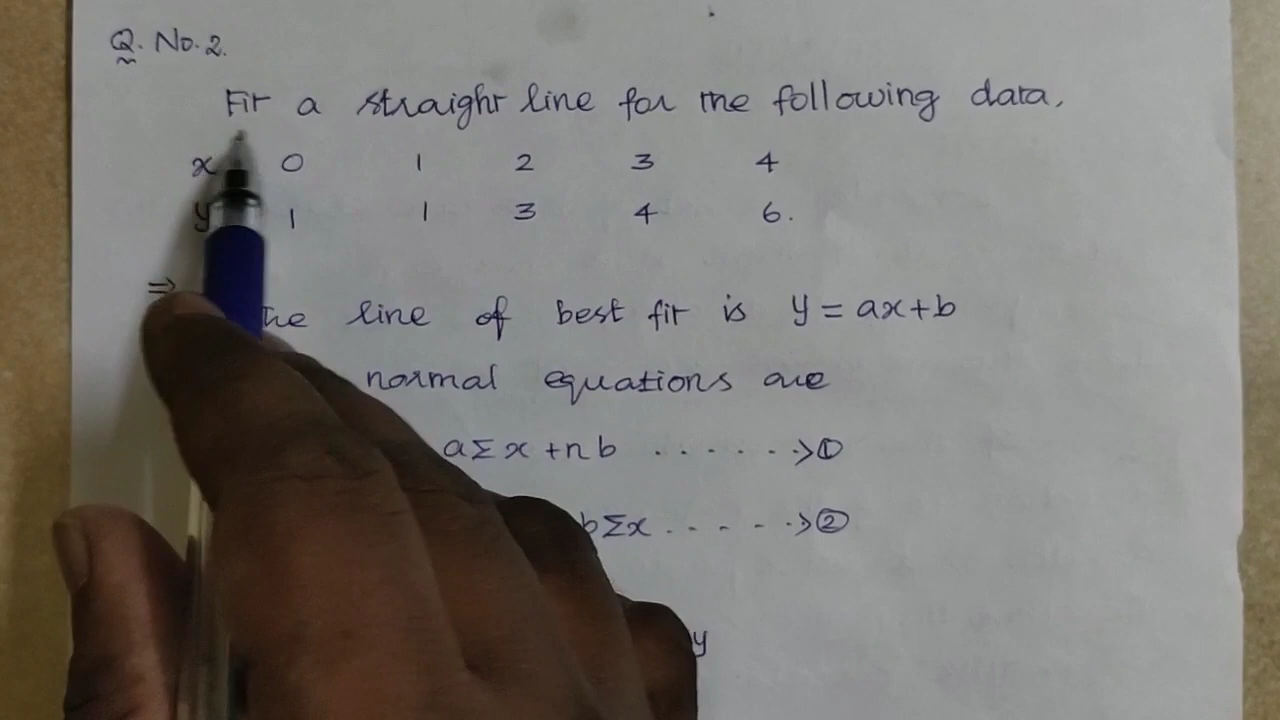 Q. No. 2.
Fit a straight line for the following data.
x 0 1 2 3 4
y 1 1 3 4 6.
⇒ line of best fit is y = ax+b
normal equations are
aΣx + nb ......→①
bΣx .....→②
y